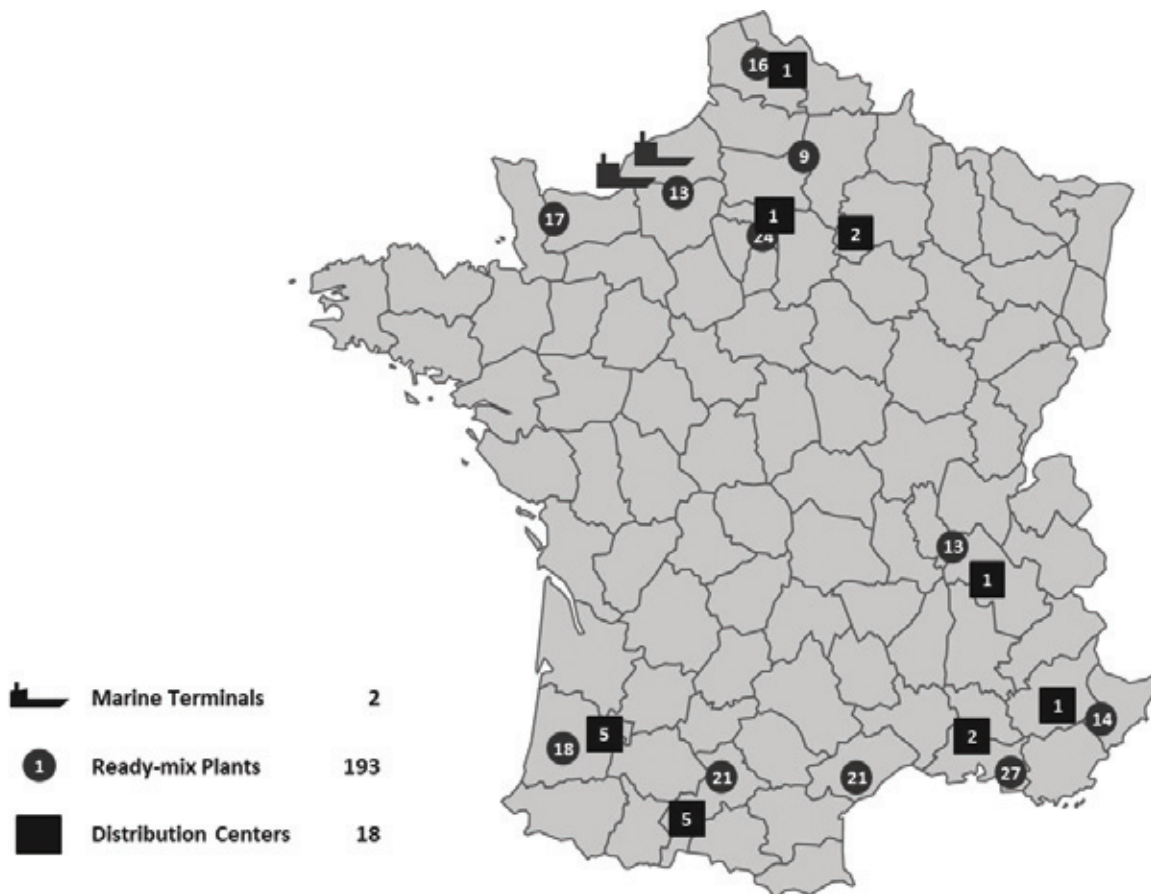 16 1
9
13
17 1
24 2
13
1
Marine Terminals 2
1 14
5 2
18
1 Ready-mix Plants 193
21 21 27
5
Distribution Centers 18